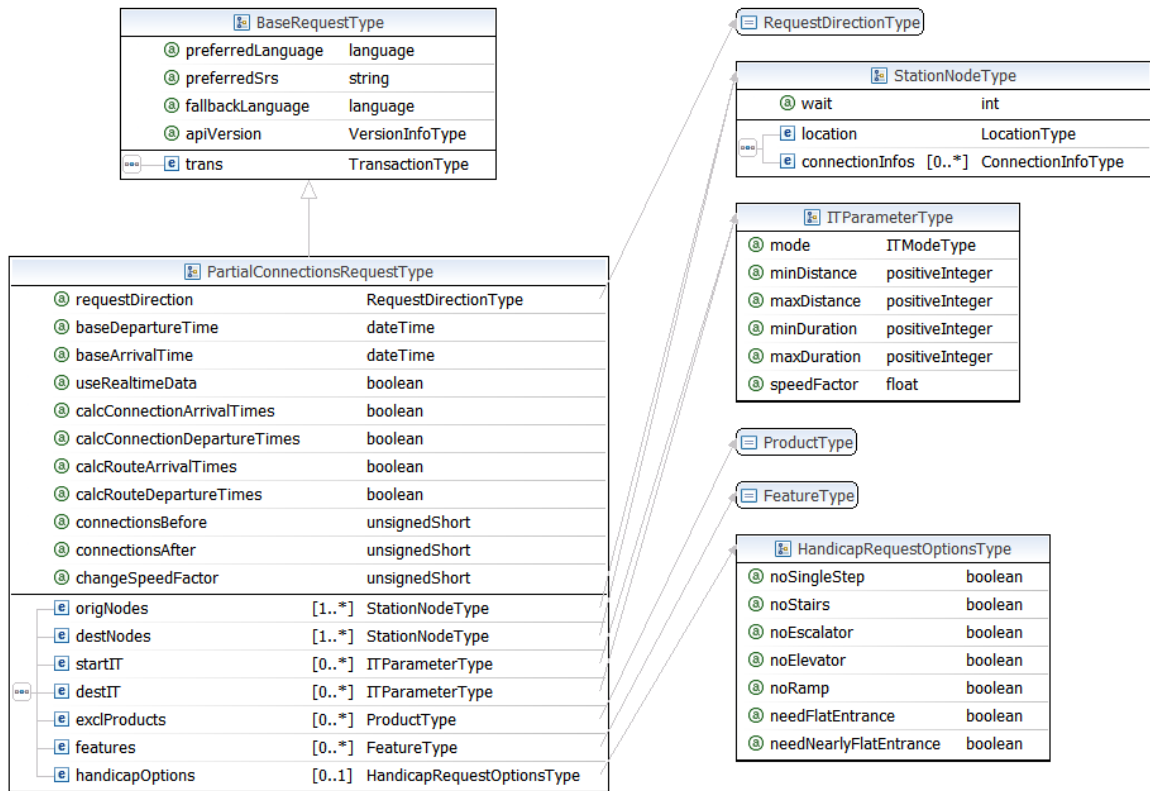 BaseRequestType
preferredLanguage language
preferredSrs string
fallbackLanguage language
apiVersion VersionInfoType
trans TransactionType
PartialConnectionsRequestType
requestDirection RequestDirectionType
baseDepartureTime dateTime
baseArrivalTime dateTime
useRealtimeData boolean
calcConnectionArrivalTimes boolean
calcConnectionDepartureTimes boolean
calcRouteArrivalTimes boolean
calcRouteDepartureTimes boolean
connectionsBefore unsignedShort
connectionsAfter unsignedShort
changeSpeedFactor unsignedShort
origNodes [1..*] StationNodeType
destNodes [1..*] StationNodeType
startIT [0..*] ITParameterType
destIT [0..*] ITParameterType
exclProducts [0..*] ProductType
features [0..*] FeatureType
handicapOptions [0..1] HandicapRequestOptionsType
RequestDirectionType
StationNodeType
wait int
location LocationType
connectionInfos [0..*] ConnectionInfoType
ITParameterType
mode ITModeType
minDistance positiveInteger
maxDistance positiveInteger
minDuration positiveInteger
maxDuration positiveInteger
speedFactor float
ProductType
FeatureType
HandicapRequestOptionsType
noSingleStep boolean
noStairs boolean
noEscalator boolean
noElevator boolean
noRamp boolean
needFlatEntrance boolean
needNearlyFlatEntrance boolean